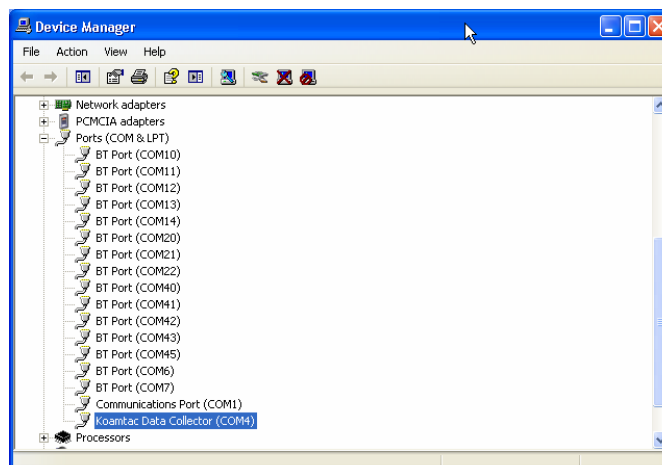 Device Manager
File Action View Help
Network adapters
PCMCIA adapters
Ports (COM & LPT)
BT Port (COM10)
BT Port (COM11)
BT Port (COM12)
BT Port (COM13)
BT Port (COM14)
BT Port (COM20)
BT Port (COM21)
BT Port (COM22)
BT Port (COM40)
BT Port (COM41)
BT Port (COM42)
BT Port (COM43)
BT Port (COM45)
BT Port (COM6)
BT Port (COM7)
Communications Port (COM1)
Koamtac Data Collector (COM4)
Processors